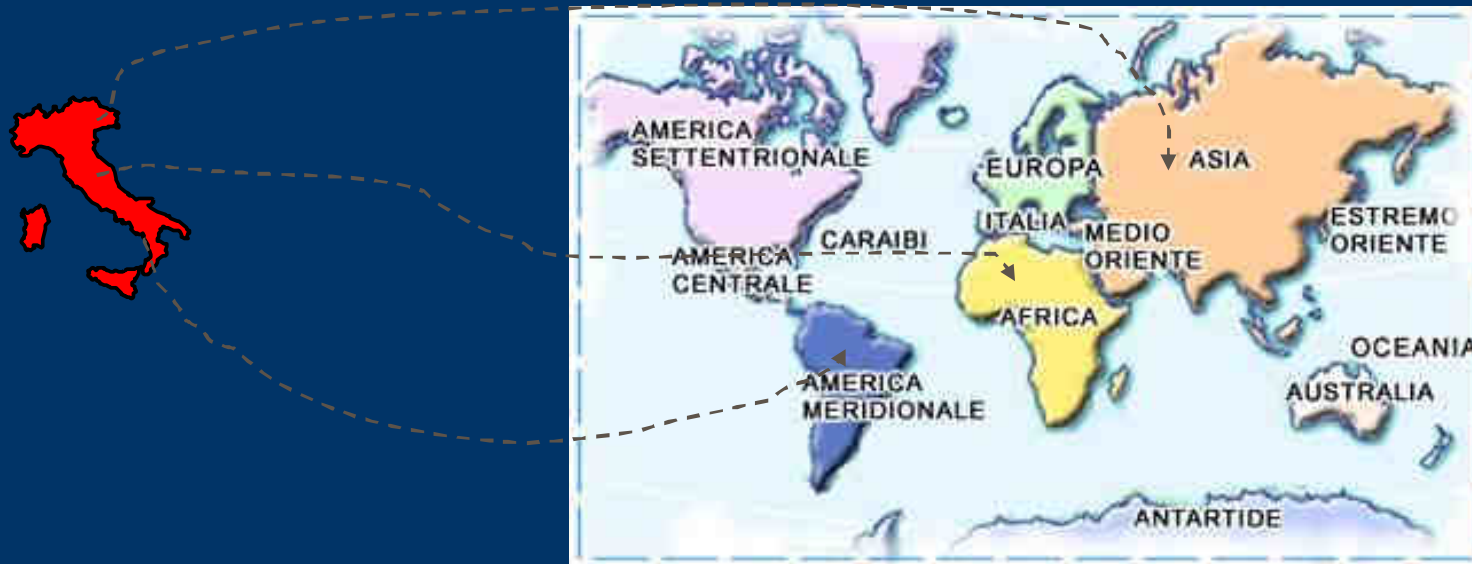 AMERICA
SETTENTRIONALE
EUROPA
ASIA
ITALIA
MEDIO
ORIENTE
ESTREMO
ORIENTE
CARAIBI
AMERICA
CENTRALE
AFRICA
OCEANIA
AMERICA
MERIDIONALE
AUSTRALIA
ANTARTIDE